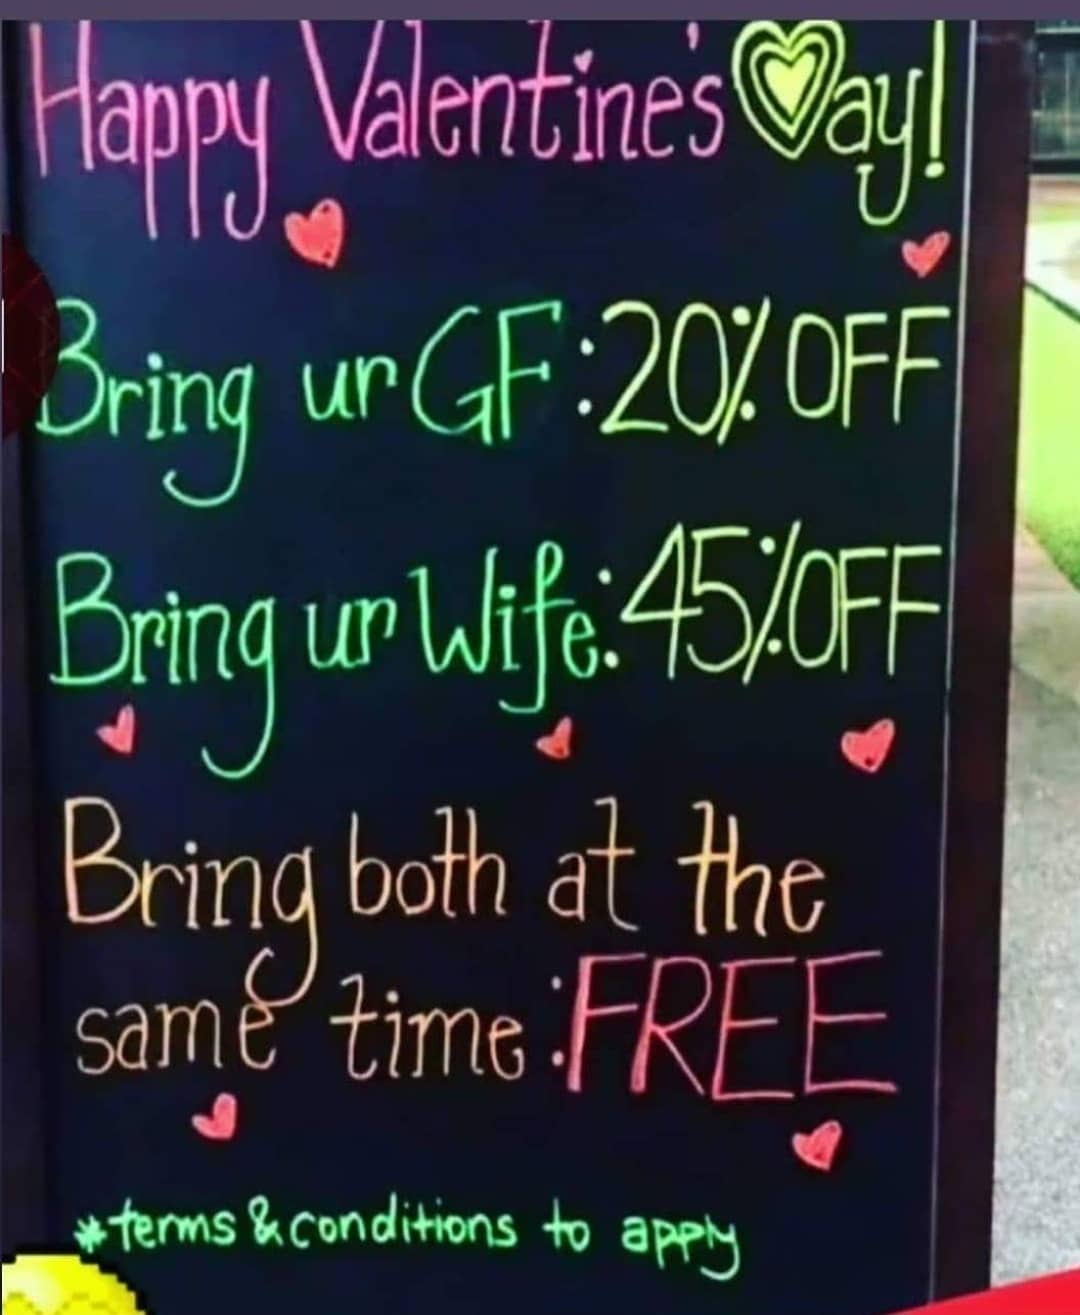 Happy Valentine's Day!
Bring ur GF:20% OFF
Bring ur Wife:45%OFF
Bring both at the
same time:FREE
*terms & conditions to apply